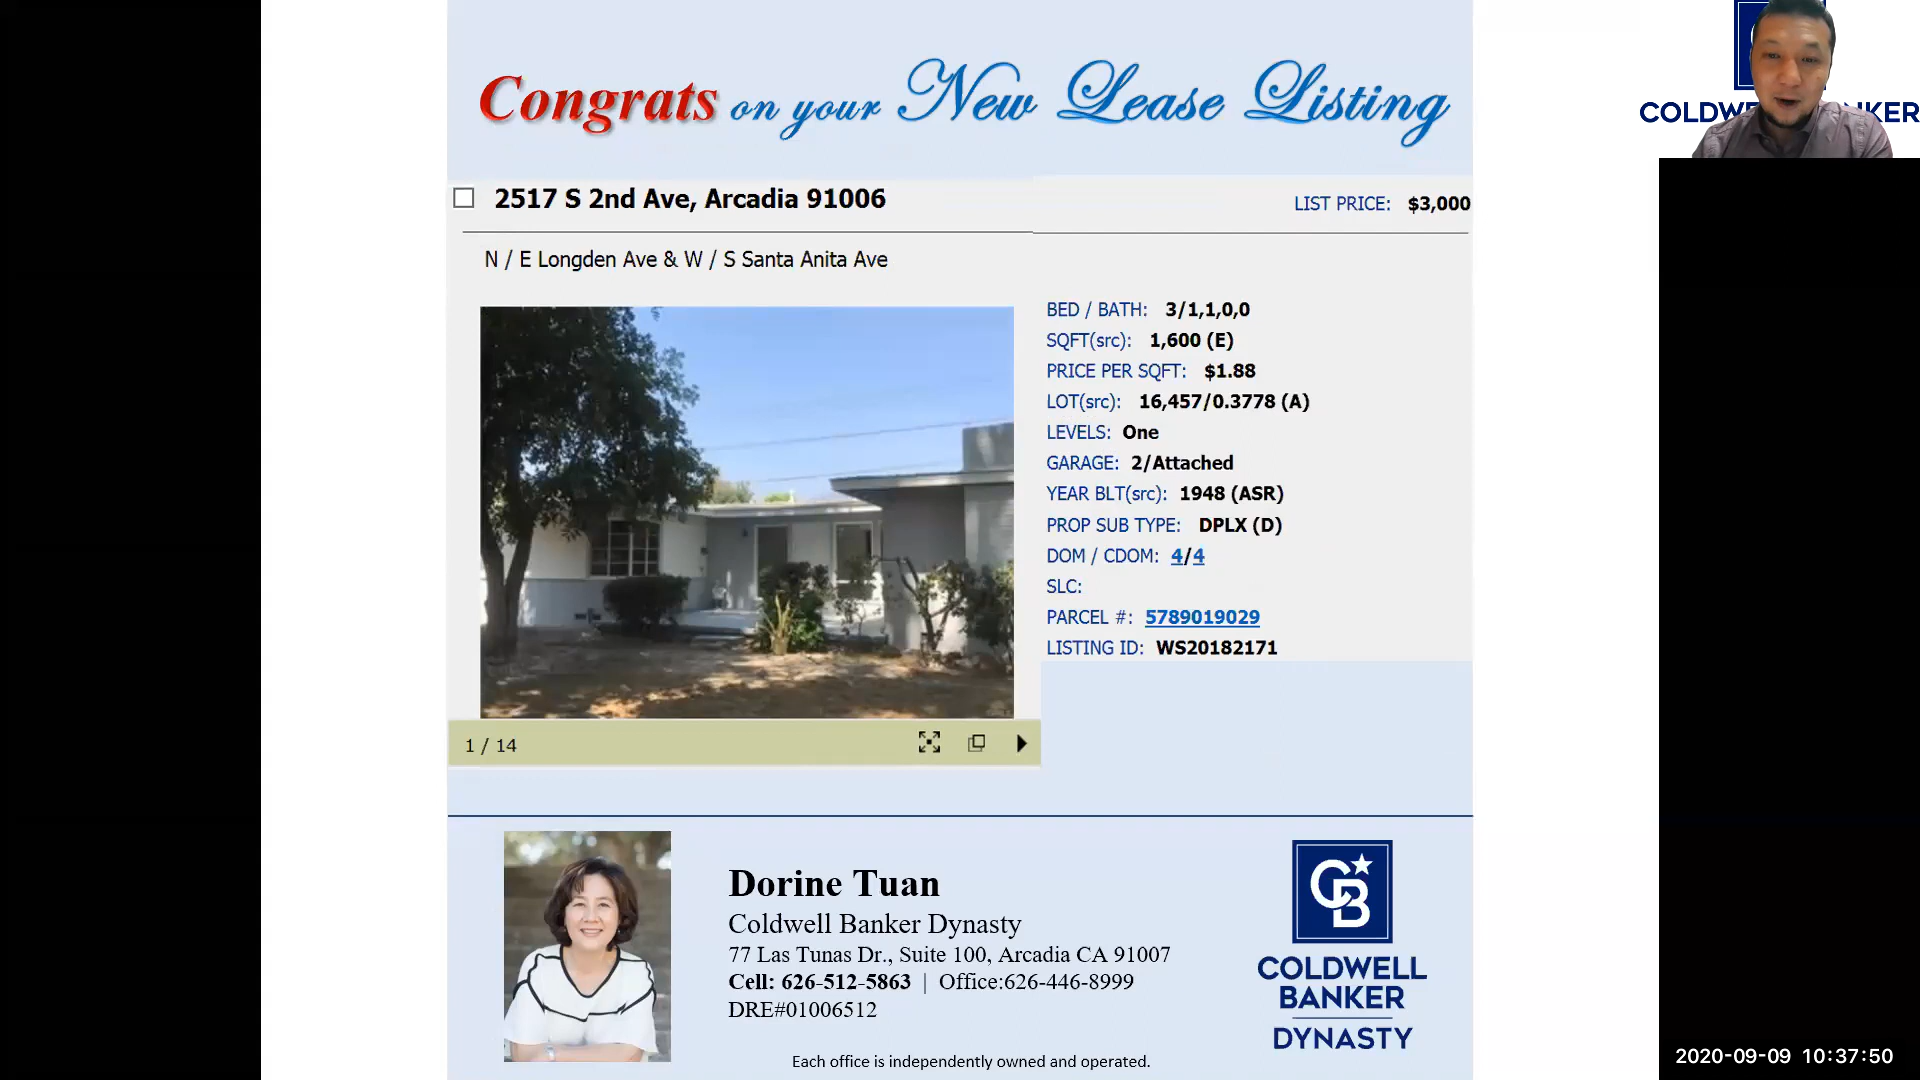 Congrats on your New Lease Listing
2517 S 2nd Ave, Arcadia 91006
LIST PRICE: $3,000
N / E Longden Ave & W / S Santa Anita Ave
BED / BATH: 3/1,1,0,0
SQFT(src): 1,600 (E)
PRICE PER SQFT: $1.88
LOT(src): 16,457/0.3778 (A)
LEVELS: One
GARAGE: 2/Attached
YEAR BLT(src): 1948 (ASR)
PROP SUB TYPE: DPLX (D)
DOM / CDOM: 4/4
SLC:
PARCEL #: 5789019029
LISTING ID: WS20182171
1 / 14
Dorine Tuan
Coldwell Banker Dynasty
77 Las Tunas Dr., Suite 100, Arcadia CA 91007
Cell: 626-512-5863 | Office:626-446-8999
DRE#01006512
Each office is independently owned and operated.
CB
COLDWELL
BANKER
DYNASTY
2020-09-09 10:37:50